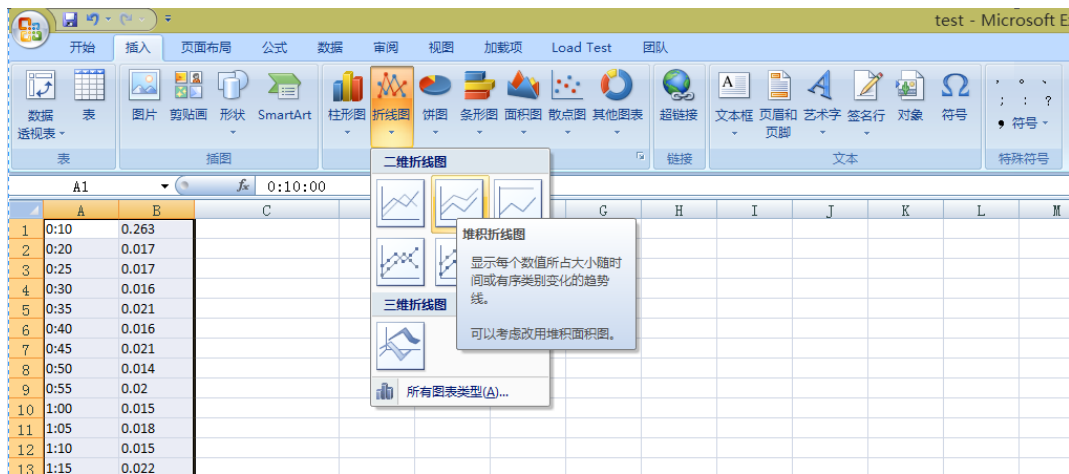 test - Microsoft E
开始 插入 页面布局 公式 数据 审阅 视图 加载项 Load Test 团队
数据透视表 表 图片 剪贴画 形状 SmartArt 柱形图 折线图 饼图 条形图 面积图 散点图 其他图表 超链接 文本框 页眉和页脚 艺术字 签名行 对象 符号 符号
表 插图 链接 文本 特殊符号
A1 fx 0:10:00
A B C G H I J K L M
二维折线图
堆积折线图
显示每个数值所占大小随时
间或有序类别变化的趋势
线。
可以考虑改用堆积面积图。
三维折线图
所有图表类型(A)...
1 0:10 0.263
2 0:20 0.017
3 0:25 0.017
4 0:30 0.016
5 0:35 0.021
6 0:40 0.016
7 0:45 0.021
8 0:50 0.014
9 0:55 0.02
10 1:00 0.015
11 1:05 0.018
12 1:10 0.015
13 1:15 0.022